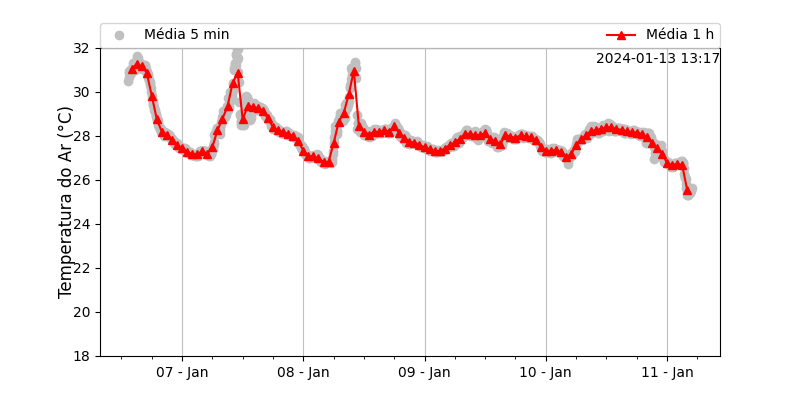 Média 5 min
Média 1 h
2024-01-13 13:17
Temperatura do Ar (°C)
32
30
28
26
24
22
20
18
07 - Jan
08 - Jan
09 - Jan
10 - Jan
11 - Jan